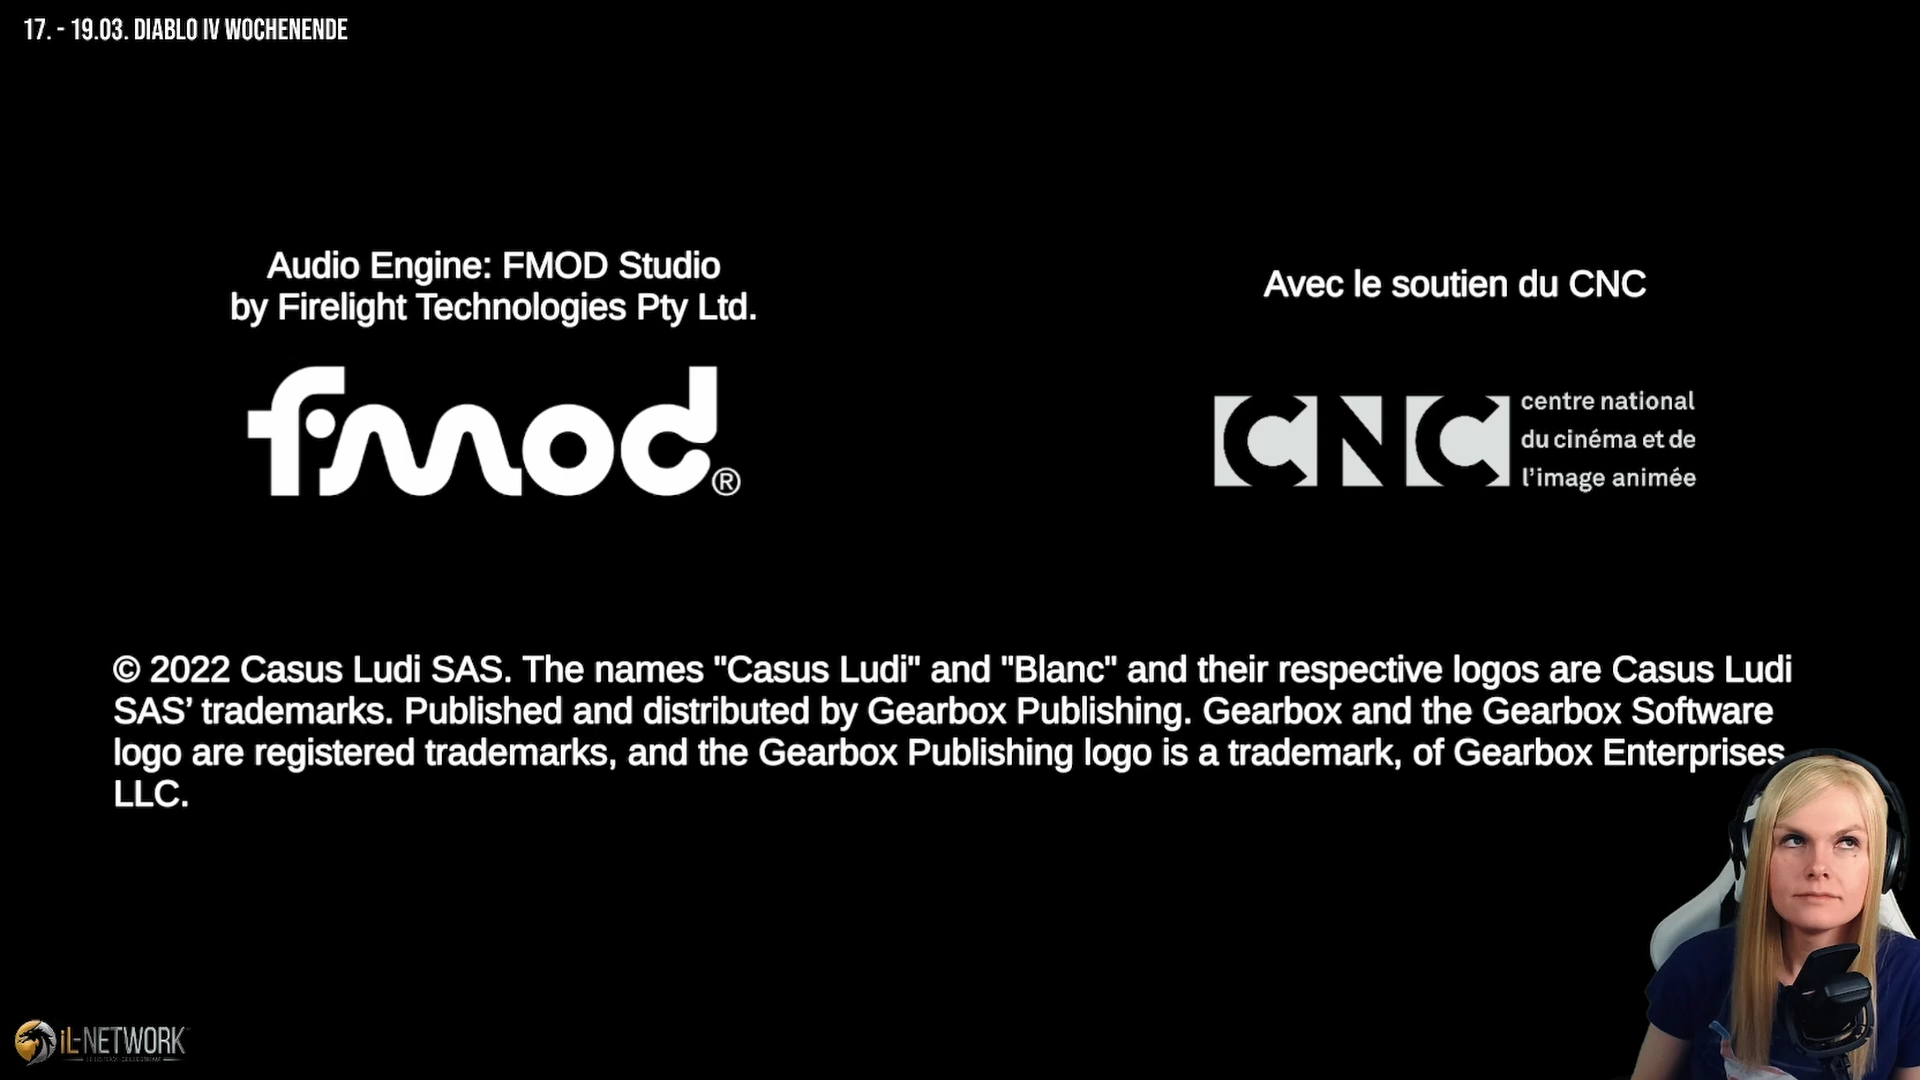 17. - 19.03. DIABLO IV WOCHENENDE
Audio Engine: FMOD Studio
by Firelight Technologies Pty Ltd.
fmod®
Avec le soutien du CNC
CNC
centre national
du cinéma et de
l'image animée
© 2022 Casus Ludi SAS. The names "Casus Ludi" and "Blanc" and their respective logos are Casus Ludi
SAS’ trademarks. Published and distributed by Gearbox Publishing. Gearbox and the Gearbox Software
logo are registered trademarks, and the Gearbox Publishing logo is a trademark, of Gearbox Enterprises
LLC.
iL-NETWORK